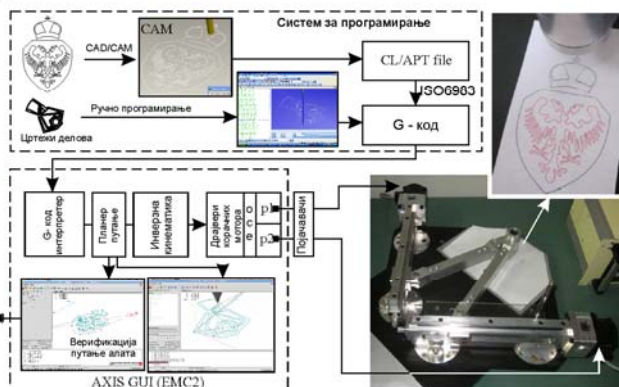 Систем за програмирање
CAD/CAM
CAM
CL/APT file
ISO6983
Ручно програмирање
Цртежи делова
G - код
G- код интерпретер
Планер путање
Инверзна кинематика
Драјвери корачних мотора
о с е
p1
p2
Појачавачи
Верификација
путање алата
AXIS GUI (EMC2)